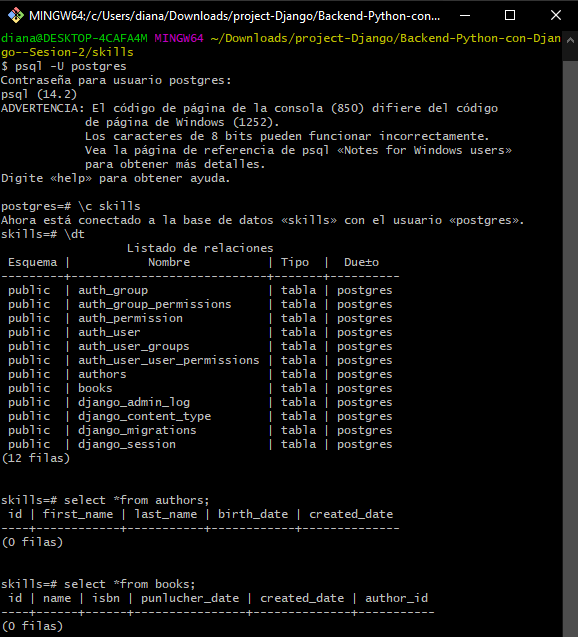 MINGW64:/c/Users/diana/Downloads/project-Django/Backend-Python-con...
diana@DESKTOP-4CAFA4M MINGW64 ~/Downloads/project-Django/Backend-Python-con-Djan
go--Sesion-2/skills
$ psql -U postgres
Contraseña para usuario postgres:
psql (14.2)
ADVERTENCIA: El código de página de la consola (850) difiere del código
            de página de Windows (1252).
            Los caracteres de 8 bits pueden funcionar incorrectamente.
            Vea la página de referencia de psql «Notes for Windows users»
            para obtener más detalles.
Digite «help» para obtener ayuda.
postgres=# \c skills
Ahora está conectado a la base de datos «skills» con el usuario «postgres».
skills=# \dt
                  Listado de relaciones
 Esquema |           Nombre           | Tipo  |  Due±o
---------+----------------------------+-------+----------
 public  | auth_group                 | tabla | postgres
 public  | auth_group_permissions     | tabla | postgres
 public  | auth_permission            | tabla | postgres
 public  | auth_user                  | tabla | postgres
 public  | auth_user_groups           | tabla | postgres
 public  | auth_user_user_permissions | tabla | postgres
 public  | authors                    | tabla | postgres
 public  | books                      | tabla | postgres
 public  | django_admin_log           | tabla | postgres
 public  | django_content_type        | tabla | postgres
 public  | django_migrations          | tabla | postgres
 public  | django_session             | tabla | postgres
(12 filas)
skills=# select *from authors;
 id | first_name | last_name | birth_date | created_date
----+------------+-----------+------------+--------------
(0 filas)
skills=# select *from books;
 id | name | isbn | punlucher_date | created_date | author_id
----+------+------+----------------+--------------+-----------
(0 filas)